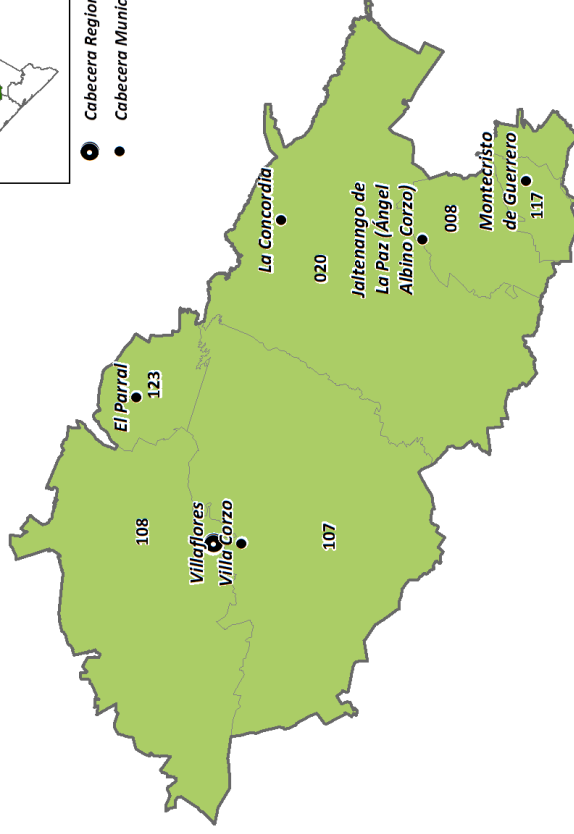 Cabecera Region
Cabecera Munic
La Concordia
020
Jaltenango de
La Paz (Ángel
Albino Corzo)
008
Montecristo
de Guerrero
117
El Parral
123
108
Villaflores
Villa Corzo
107